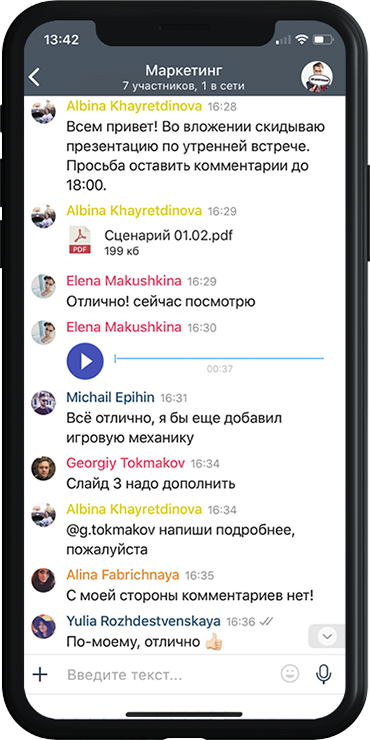 13:42
Маркетинг
7 участников, 1 в сети
Albina Khayretdinova 16:28
Всем привет! Во вложении скидываю
презентацию по утренней встрече.
Просьба оставить комментарии до
18:00.
Albina Khayretdinova 16:29
Сценарий 01.02.pdf
PDF
199 кб
Elena Makushkina 16:29
Отлично! сейчас посмотрю
Elena Makushkina 16:30
00:37
Michail Epihin 16:31
Всё отлично, я бы еще добавил
игровую механику
Georgiy Tokmakov 16:34
Слайд 3 надо дополнить
Albina Khayretdinova 16:34
@g.tokmakov напиши подробнее,
пожалуйста
Alina Fabrichnaya 16:35
С моей стороны комментариев нет!
Yulia Rozhdestvenskaya 16:36
По-моему, отлично 👍🏻
Введите текст...